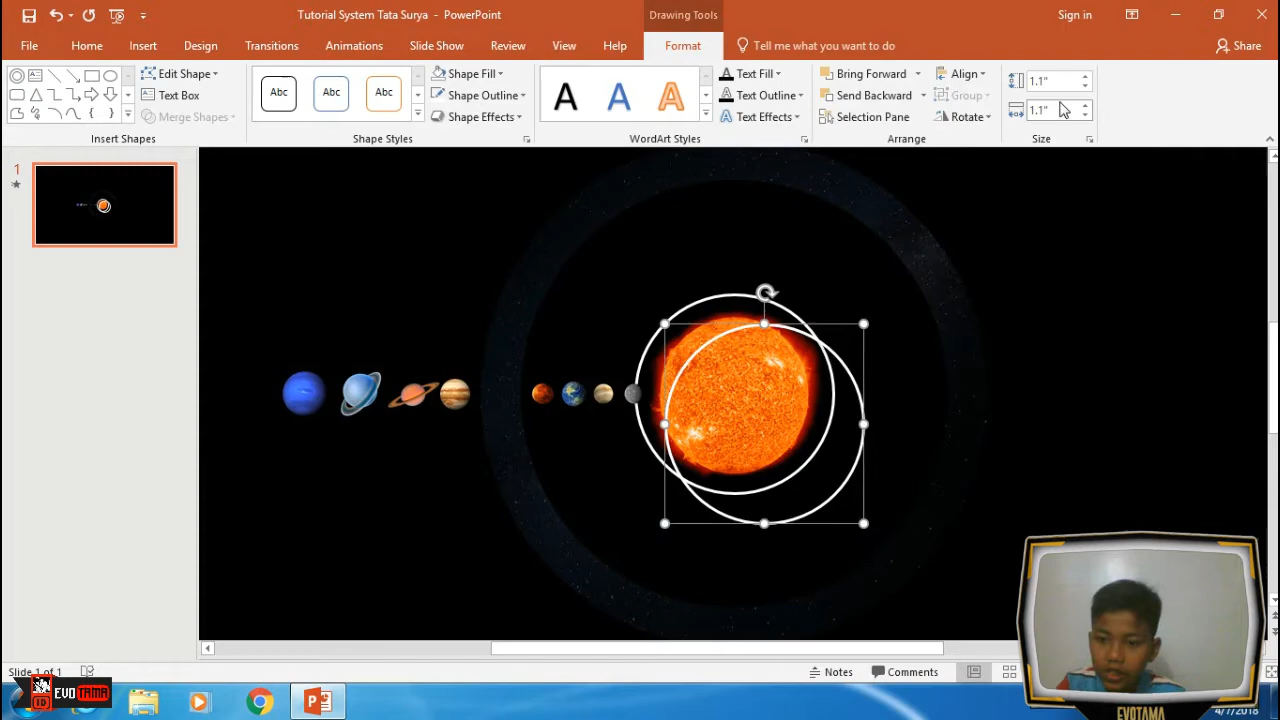 Tutorial System Tata Surya - PowerPoint
Drawing Tools
Sign in
File
Home
Insert
Design
Transitions
Animations
Slide Show
Review
View
Help
Format
Tell me what you want to do
Share
Edit Shape
Text Box
Merge Shapes
Insert Shapes
Abc
Abc
Abc
Shape Fill
Shape Outline
Shape Effects
Shape Styles
A
A
A
Text Fill
Text Outline
Text Effects
WordArt Styles
Bring Forward
Send Backward
Selection Pane
Align
Group
Rotate
Arrange
1.1"
1.1"
Size
1
Slide 1 of 1
Notes
Comments
ID
EVOTAMA
EVOTAMA
4/7/2018